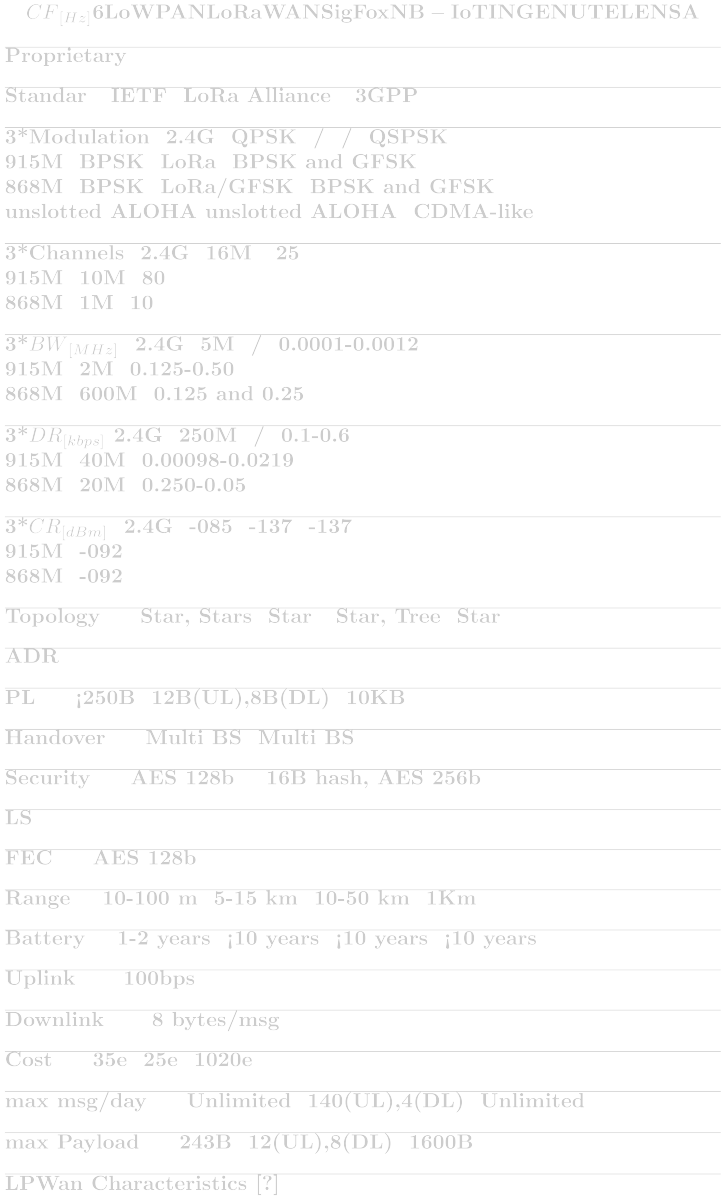 CF[Hz]6LoWPANLoRaWANSigFoxNB – IoTINGENUTELENSA
Proprietary
Standar IETF LoRa Alliance 3GPP
3*Modulation 2.4G QPSK / / QSPSK
915M BPSK LoRa BPSK and GFSK
868M BPSK LoRa/GFSK BPSK and GFSK
unslotted ALOHA unslotted ALOHA CDMA-like
3*Channels 2.4G 16M 25
915M 10M 80
868M 1M 10
3*BW[MHz] 2.4G 5M / 0.0001-0.0012
915M 2M 0.125-0.50
868M 600M 0.125 and 0.25
3*DR[kbps] 2.4G 250M / 0.1-0.6
915M 40M 0.00098-0.0219
868M 20M 0.250-0.05
3*CR[dBm] 2.4G -085 -137 -137
915M -092
868M -092
Topology Star, Stars Star Star, Tree Star
ADR
PL ¡250B 12B(UL),8B(DL) 10KB
Handover Multi BS Multi BS
Security AES 128b 16B hash, AES 256b
LS
FEC AES 128b
Range 10-100 m 5-15 km 10-50 km 1Km
Battery 1-2 years ¡10 years ¡10 years ¡10 years
Uplink 100bps
Downlink 8 bytes/msg
Cost 35e 25e 1020e
max msg/day Unlimited 140(UL),4(DL) Unlimited
max Payload 243B 12(UL),8(DL) 1600B
LPWan Characteristics [?]